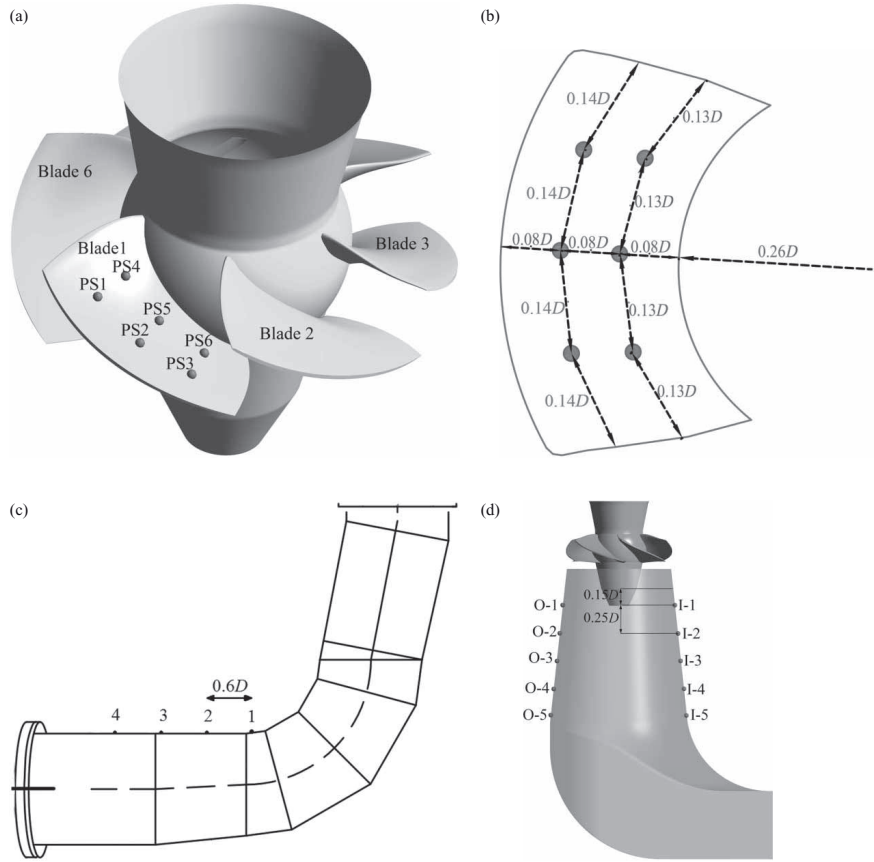 (a)
Blade 6
Blade1
PS4
PS1
PS5
PS2
PS6
PS3
Blade 3
Blade 2
(b)
0.14D
0.13D
0.14D
0.13D
0.08D
0.08D
0.08D
0.26D
0.14D
0.13D
0.14D
0.13D
(c)
0.6D
4
3
2
1
(d)
0.15D
O-1
I-1
0.25D
O-2
I-2
O-3
I-3
O-4
I-4
O-5
I-5